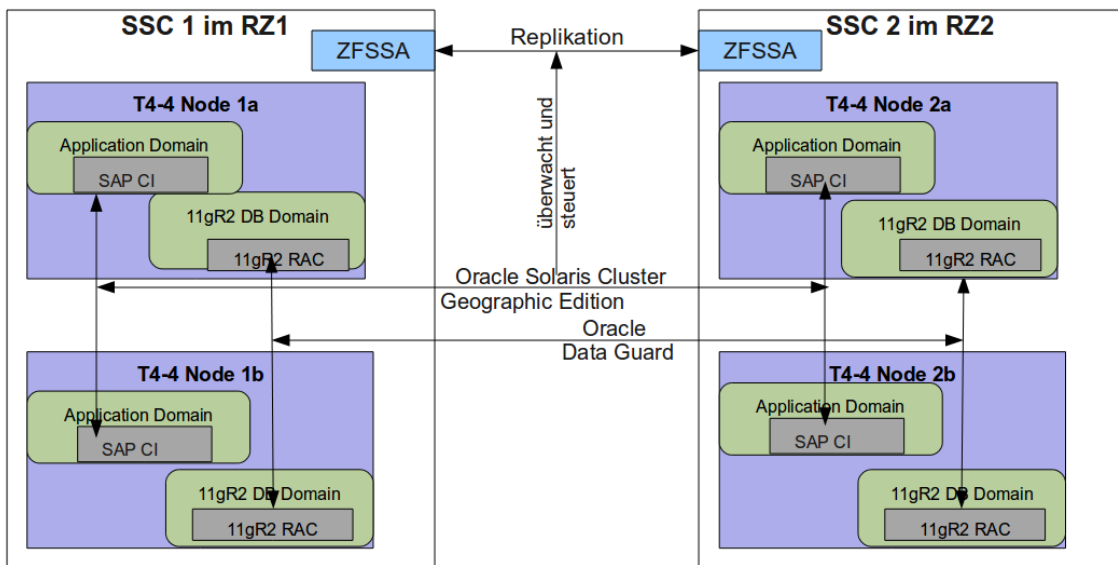 SSC 1 im RZ1
ZFSSA
Replikation
ZFSSA
SSC 2 im RZ2
überwacht und
steuert
T4-4 Node 1a
Application Domain
SAP CI
11gR2 DB Domain
11gR2 RAC
T4-4 Node 2a
Application Domain
SAP CI
11gR2 DB Domain
11gR2 RAC
Oracle Solaris Cluster
Geographic Edition
Oracle
Data Guard
T4-4 Node 1b
Application Domain
SAP CI
11gR2 DB Domain
11gR2 RAC
T4-4 Node 2b
Application Domain
SAP CI
11gR2 DB Domain
11gR2 RAC